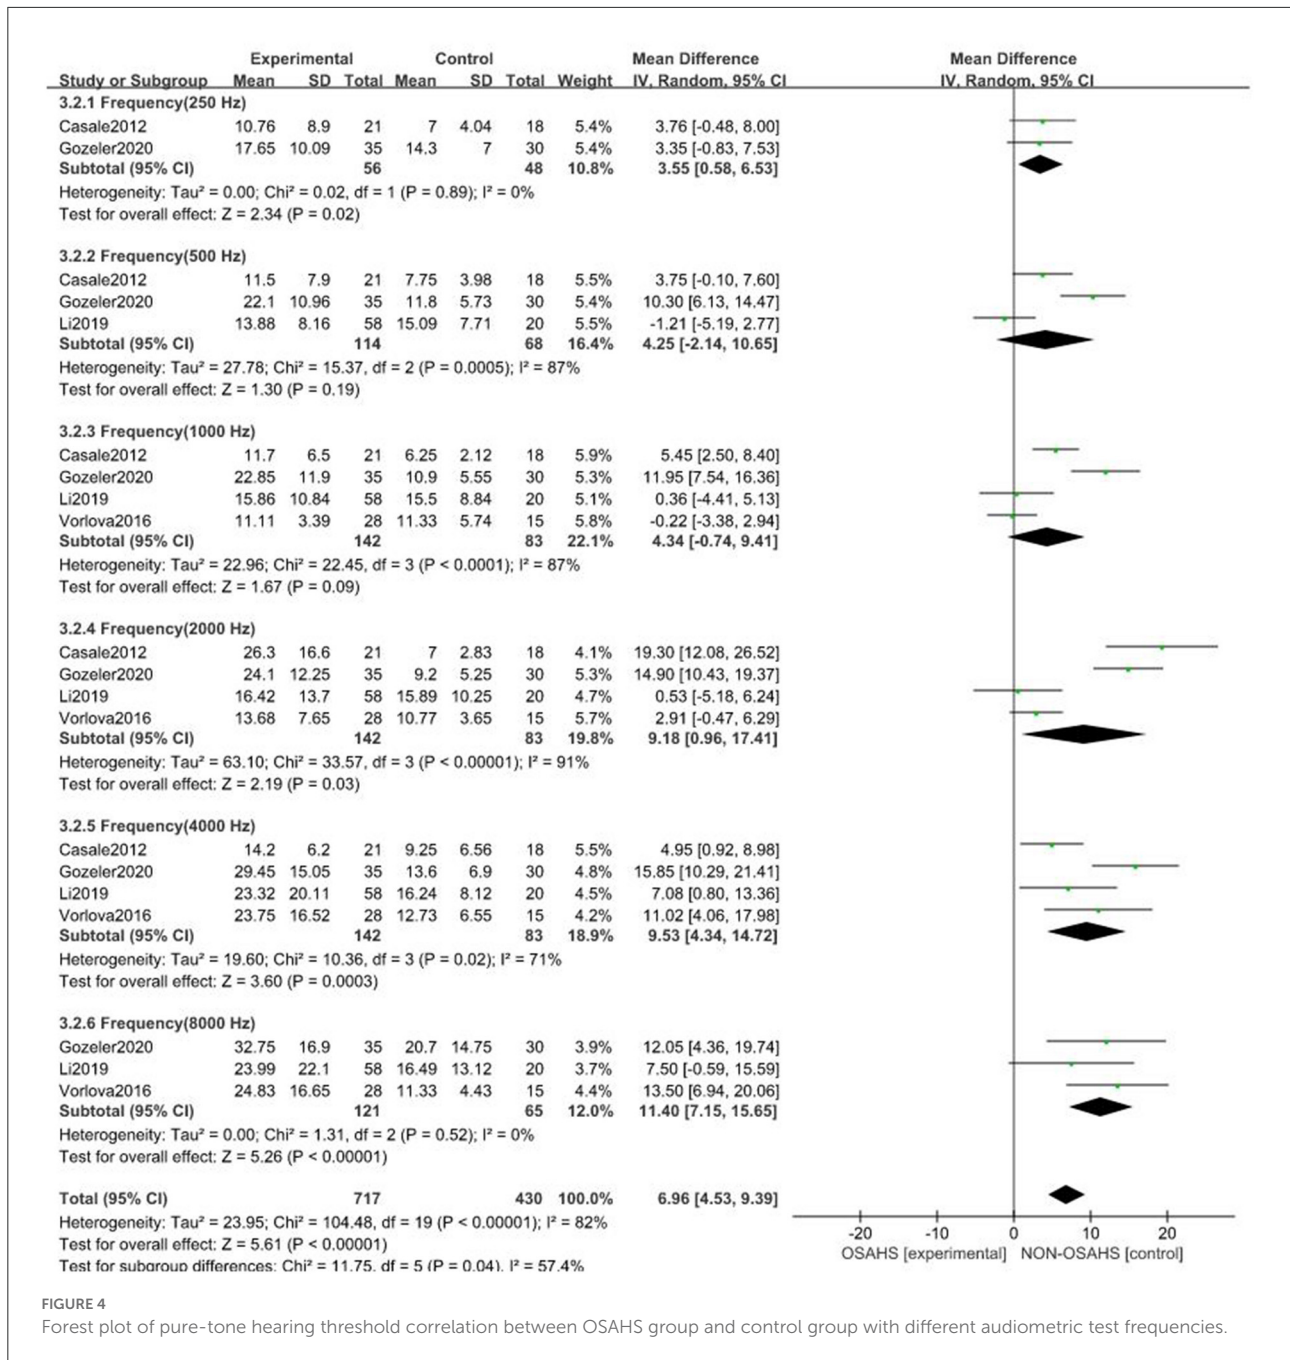 Experimental Control Mean Difference Mean Difference
Study or Subgroup Mean SD Total Mean SD Total Weight IV, Random, 95% CI IV, Random, 95% CI
3.2.1 Frequency(250 Hz)
Casale2012 10.76 8.9 21 7 4.04 18 5.4% 3.76 [-0.48, 8.00]
Gozeler2020 17.65 10.09 35 14.3 7 30 5.4% 3.35 [-0.83, 7.53]
Subtotal (95% CI) 56 48 10.8% 3.55 [0.58, 6.53]
Heterogeneity: Tau² = 0.00; Chi² = 0.02, df = 1 (P = 0.89); I² = 0%
Test for overall effect: Z = 2.34 (P = 0.02)
3.2.2 Frequency(500 Hz)
Casale2012 11.5 7.9 21 7.75 3.98 18 5.5% 3.75 [-0.10, 7.60]
Gozeler2020 22.1 10.96 35 11.8 5.73 30 5.4% 10.30 [6.13, 14.47]
Li2019 13.88 8.16 58 15.09 7.71 20 5.5% -1.21 [-5.19, 2.77]
Subtotal (95% CI) 114 68 16.4% 4.25 [-2.14, 10.65]
Heterogeneity: Tau² = 27.78; Chi² = 15.37, df = 2 (P = 0.0005); I² = 87%
Test for overall effect: Z = 1.30 (P = 0.19)
3.2.3 Frequency(1000 Hz)
Casale2012 11.7 6.5 21 6.25 2.12 18 5.9% 5.45 [2.50, 8.40]
Gozeler2020 22.85 11.9 35 10.9 5.55 30 5.3% 11.95 [7.54, 16.36]
Li2019 15.86 10.84 58 15.5 8.84 20 5.1% 0.36 [-4.41, 5.13]
Vorlova2016 11.11 3.39 28 11.33 5.74 15 5.8% -0.22 [-3.38, 2.94]
Subtotal (95% CI) 142 83 22.1% 4.34 [-0.74, 9.41]
Heterogeneity: Tau² = 22.96; Chi² = 22.45, df = 3 (P < 0.0001); I² = 87%
Test for overall effect: Z = 1.67 (P = 0.09)
3.2.4 Frequency(2000 Hz)
Casale2012 26.3 16.6 21 7 2.83 18 4.1% 19.30 [12.08, 26.52]
Gozeler2020 24.1 12.25 35 9.2 5.25 30 5.3% 14.90 [10.43, 19.37]
Li2019 16.42 13.7 58 15.89 10.25 20 4.7% 0.53 [-5.18, 6.24]
Vorlova2016 13.68 7.65 28 10.77 3.65 15 5.7% 2.91 [-0.47, 6.29]
Subtotal (95% CI) 142 83 19.8% 9.18 [0.96, 17.41]
Heterogeneity: Tau² = 63.10; Chi² = 33.57, df = 3 (P < 0.00001); I² = 91%
Test for overall effect: Z = 2.19 (P = 0.03)
3.2.5 Frequency(4000 Hz)
Casale2012 14.2 6.2 21 9.25 6.56 18 5.5% 4.95 [0.92, 8.98]
Gozeler2020 29.45 15.05 35 13.6 6.9 30 4.8% 15.85 [10.29, 21.41]
Li2019 23.32 20.11 58 16.24 8.12 20 4.5% 7.08 [0.80, 13.36]
Vorlova2016 23.75 16.52 28 12.73 6.55 15 4.2% 11.02 [4.06, 17.98]
Subtotal (95% CI) 142 83 18.9% 9.53 [4.34, 14.72]
Heterogeneity: Tau² = 19.60; Chi² = 10.36, df = 3 (P = 0.02); I² = 71%
Test for overall effect: Z = 3.60 (P = 0.0003)
3.2.6 Frequency(8000 Hz)
Gozeler2020 32.75 16.9 35 20.7 14.75 30 3.9% 12.05 [4.36, 19.74]
Li2019 23.99 22.1 58 16.49 13.12 20 3.7% 7.50 [-0.59, 15.59]
Vorlova2016 24.83 16.65 28 11.33 4.43 15 4.4% 13.50 [6.94, 20.06]
Subtotal (95% CI) 121 65 12.0% 11.40 [7.15, 15.65]
Heterogeneity: Tau² = 0.00; Chi² = 1.31, df = 2 (P = 0.52); I² = 0%
Test for overall effect: Z = 5.26 (P < 0.00001)
Total (95% CI) 717 430 100.0% 6.96 [4.53, 9.39]
Heterogeneity: Tau² = 23.95; Chi² = 104.48, df = 19 (P < 0.00001); I² = 82%
Test for overall effect: Z = 5.61 (P < 0.00001)
Test for subgroup differences: Chi² = 11.75. df = 5 (P = 0.04). I² = 57.4%
-20 -10 0 10 20
OSAHS [experimental] NON-OSAHS [control]
FIGURE 4
Forest plot of pure-tone hearing threshold correlation between OSAHS group and control group with different audiometric test frequencies.